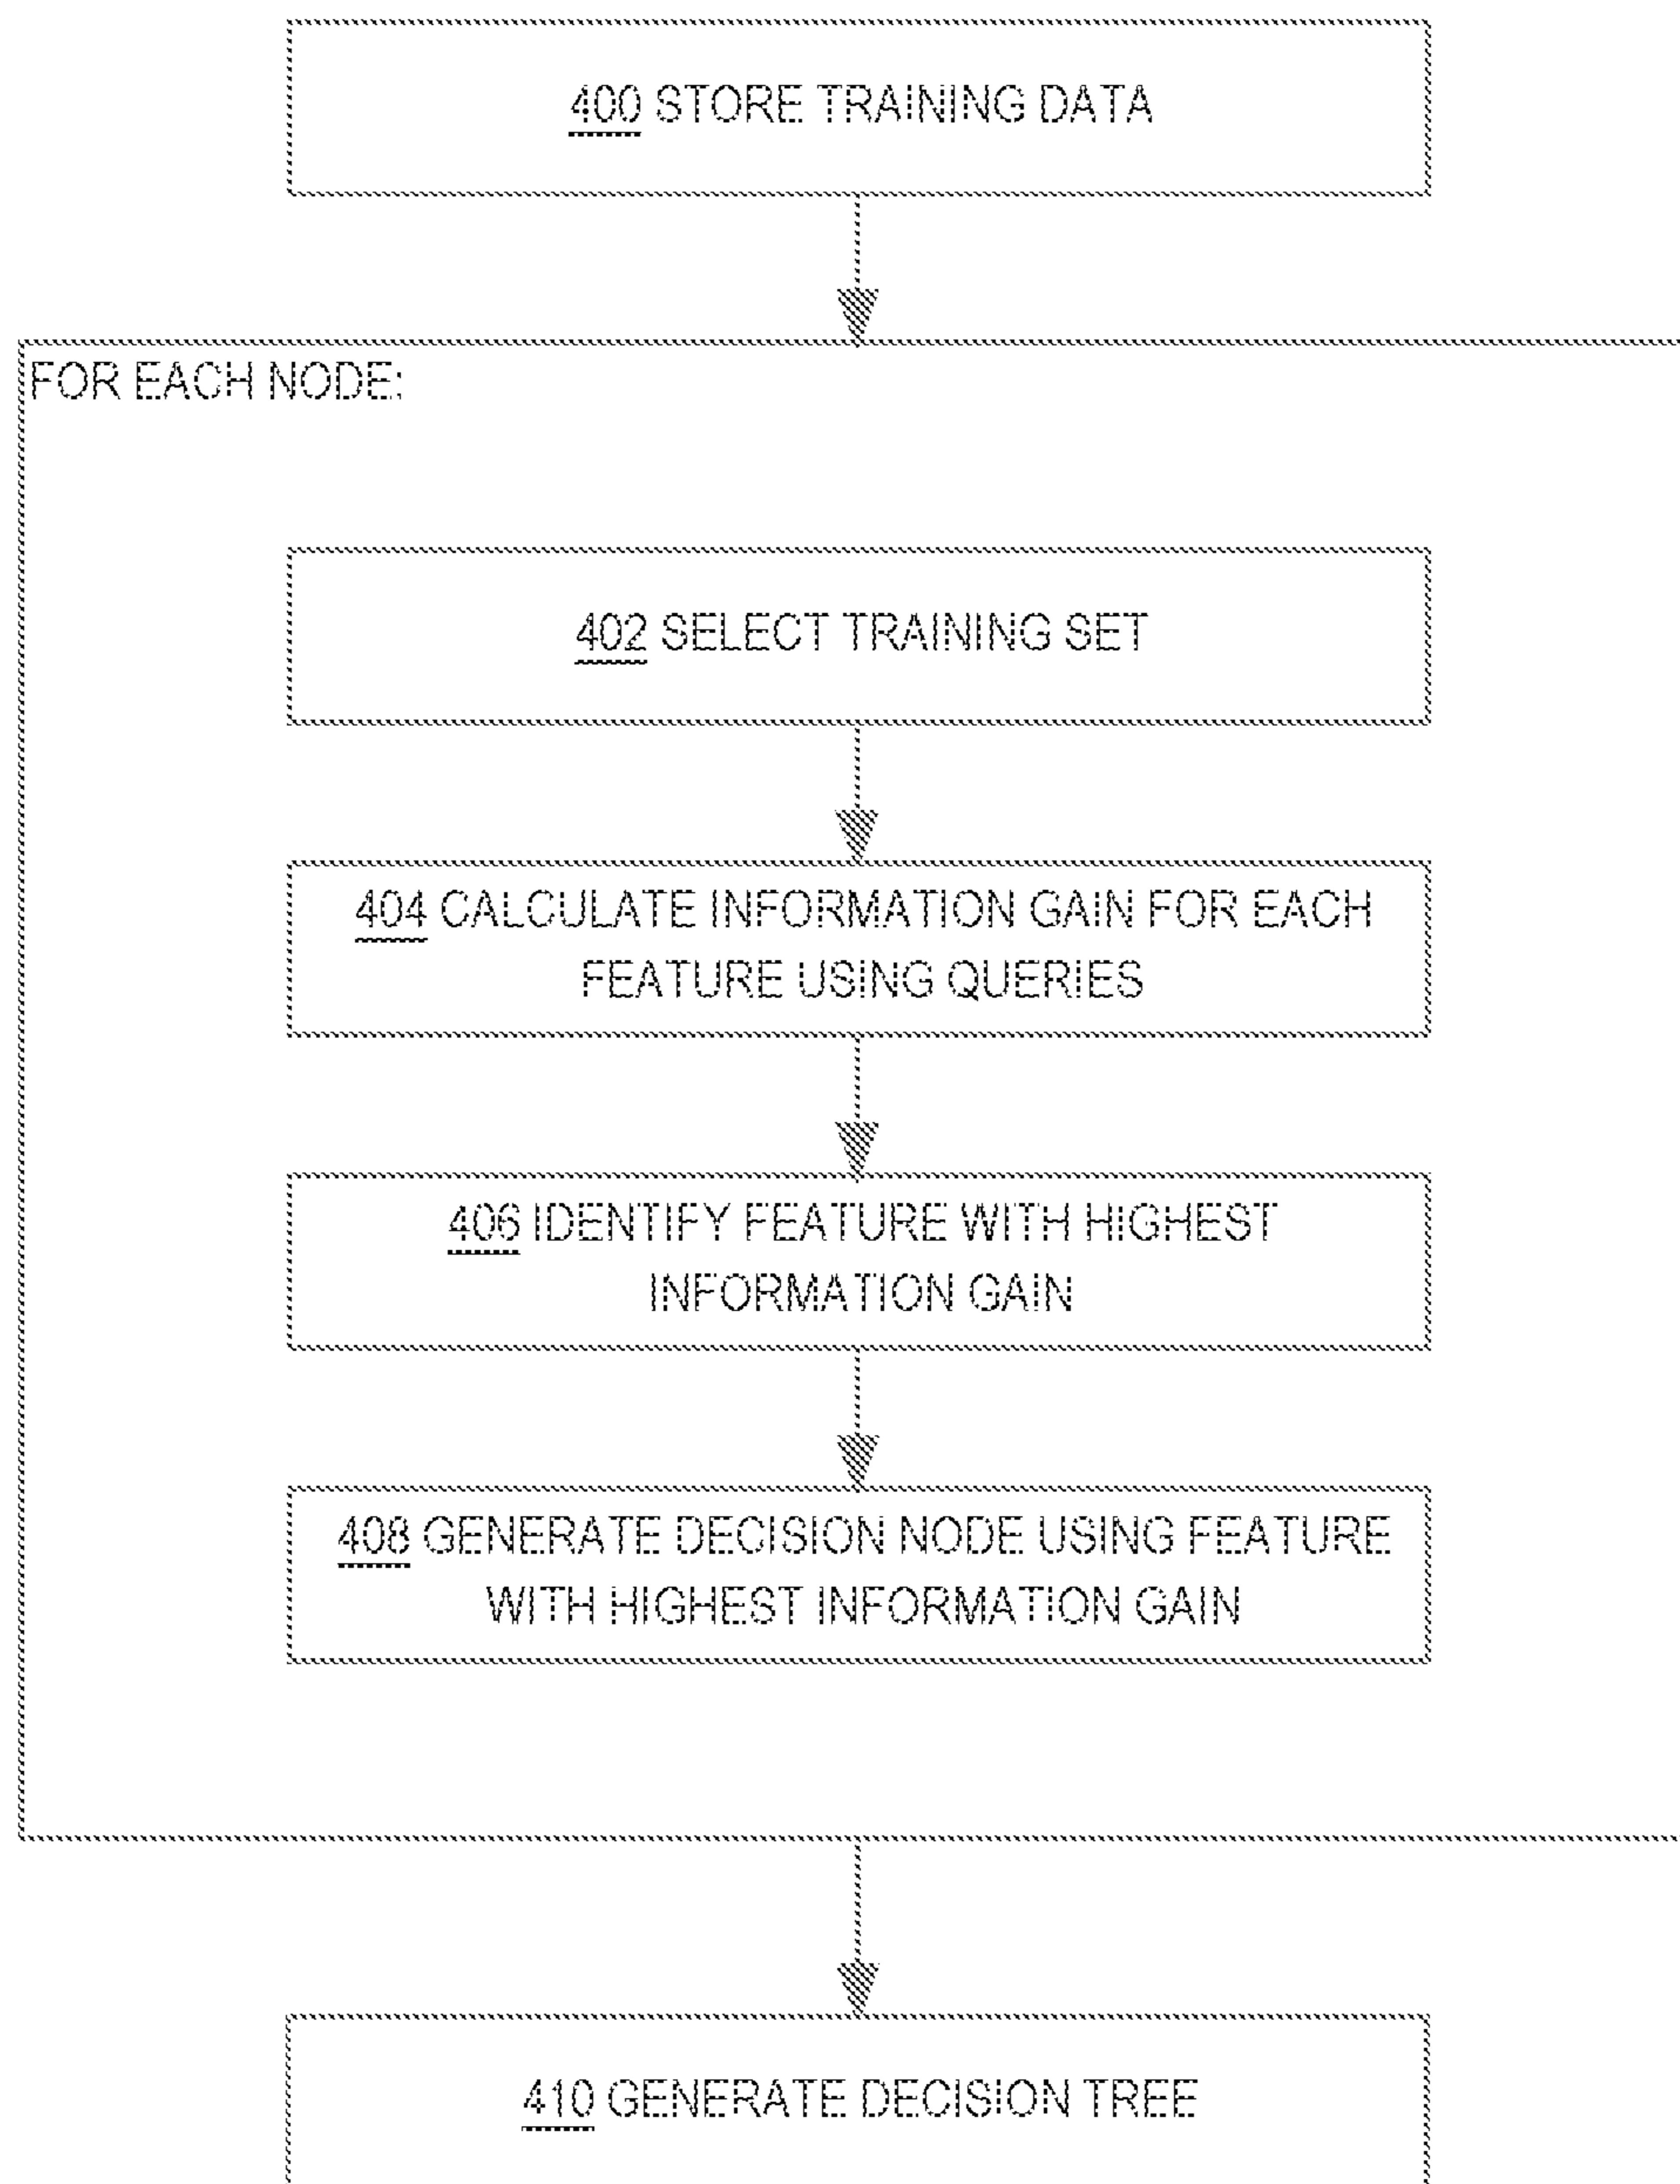 400 STORE TRAINING DATA
FOR EACH NODE:
402 SELECT TRAINING SET
404 CALCULATE INFORMATION GAIN FOR EACH
FEATURE USING QUERIES
406 IDENTIFY FEATURE WITH HIGHEST
INFORMATION GAIN
408 GENERATE DECISION NODE USING FEATURE
WITH HIGHEST INFORMATION GAIN
410 GENERATE DECISION TREE